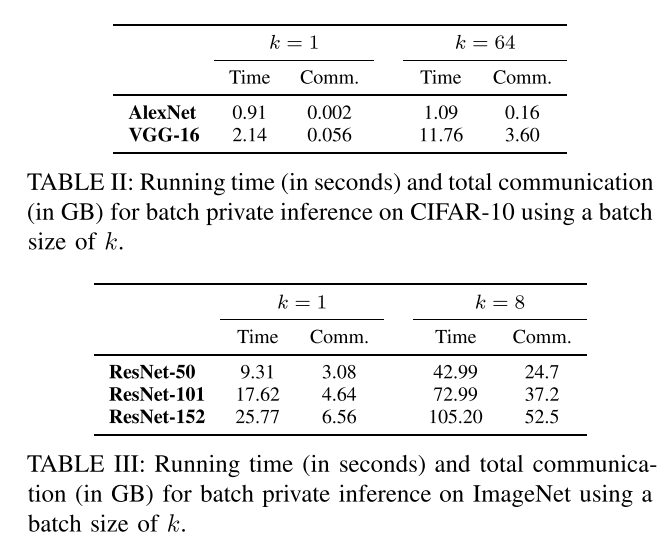 k = 1 k = 64
Time Comm. Time Comm.
AlexNet 0.91 0.002 1.09 0.16
VGG-16 2.14 0.056 11.76 3.60
TABLE II: Running time (in seconds) and total communication
(in GB) for batch private inference on CIFAR-10 using a batch
size of k.
k = 1 k = 8
Time Comm. Time Comm.
ResNet-50 9.31 3.08 42.99 24.7
ResNet-101 17.62 4.64 72.99 37.2
ResNet-152 25.77 6.56 105.20 52.5
TABLE III: Running time (in seconds) and total communica-
tion (in GB) for batch private inference on ImageNet using a
batch size of k.